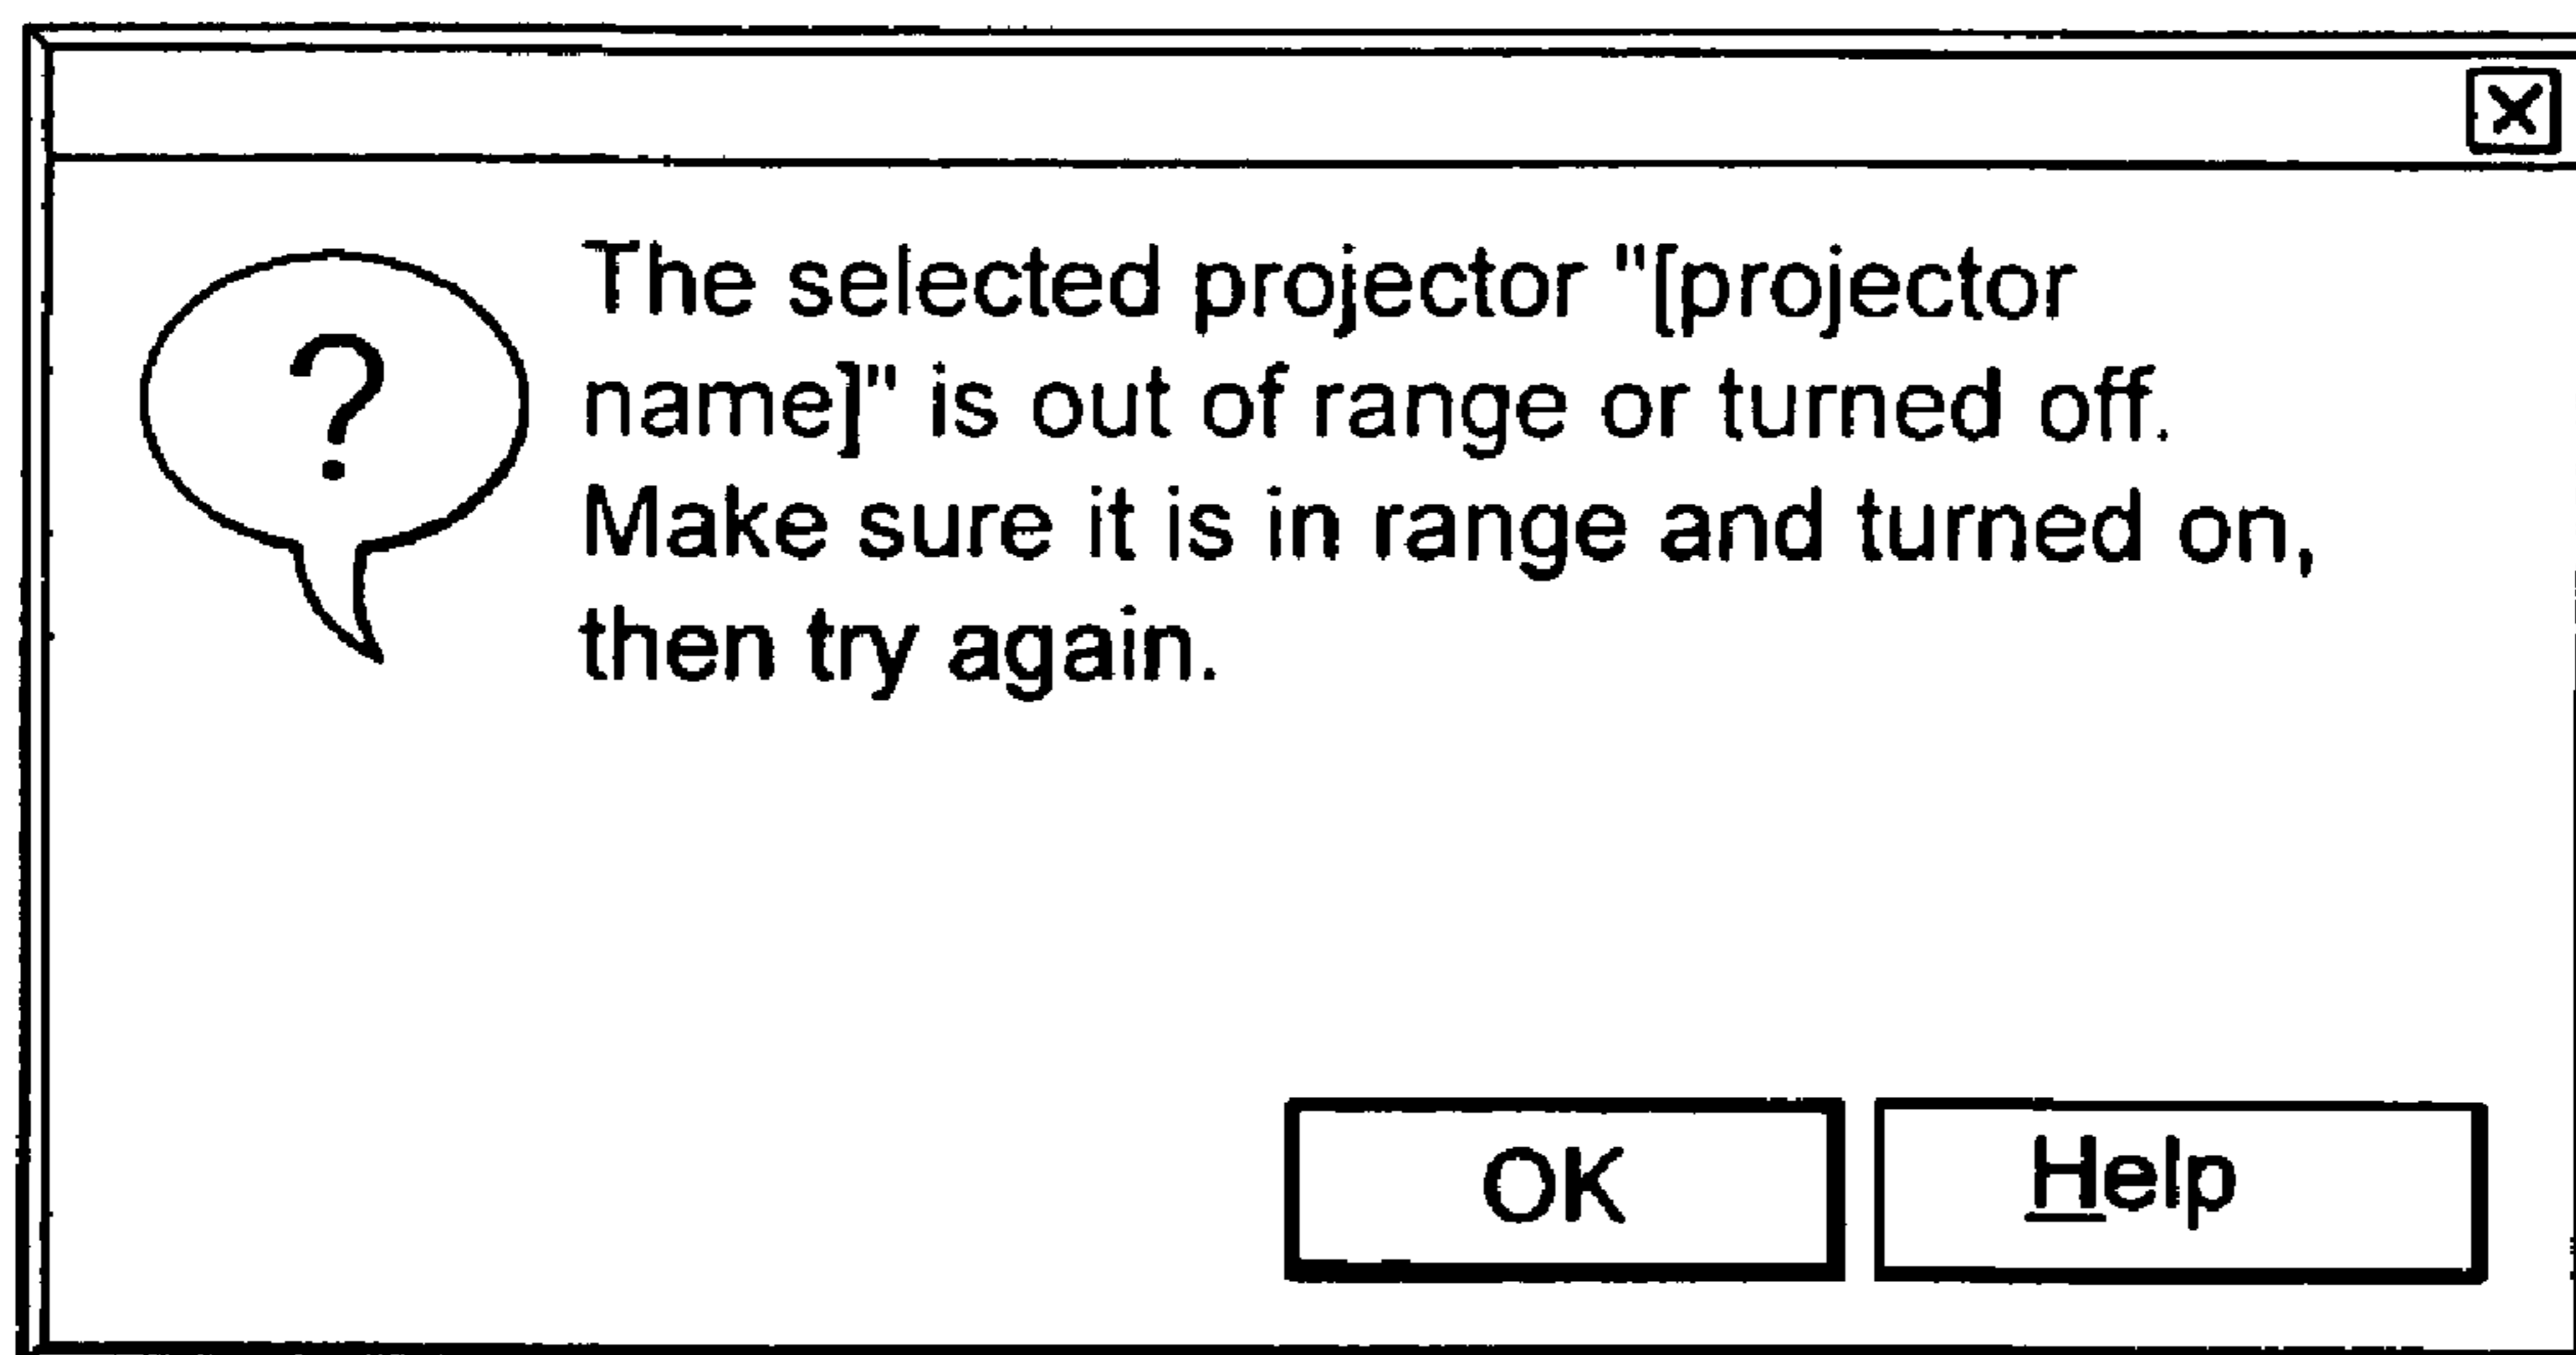 The selected projector "[projector
name]" is out of range or turned off.
Make sure it is in range and turned on,
then try again.
?
OK
Help